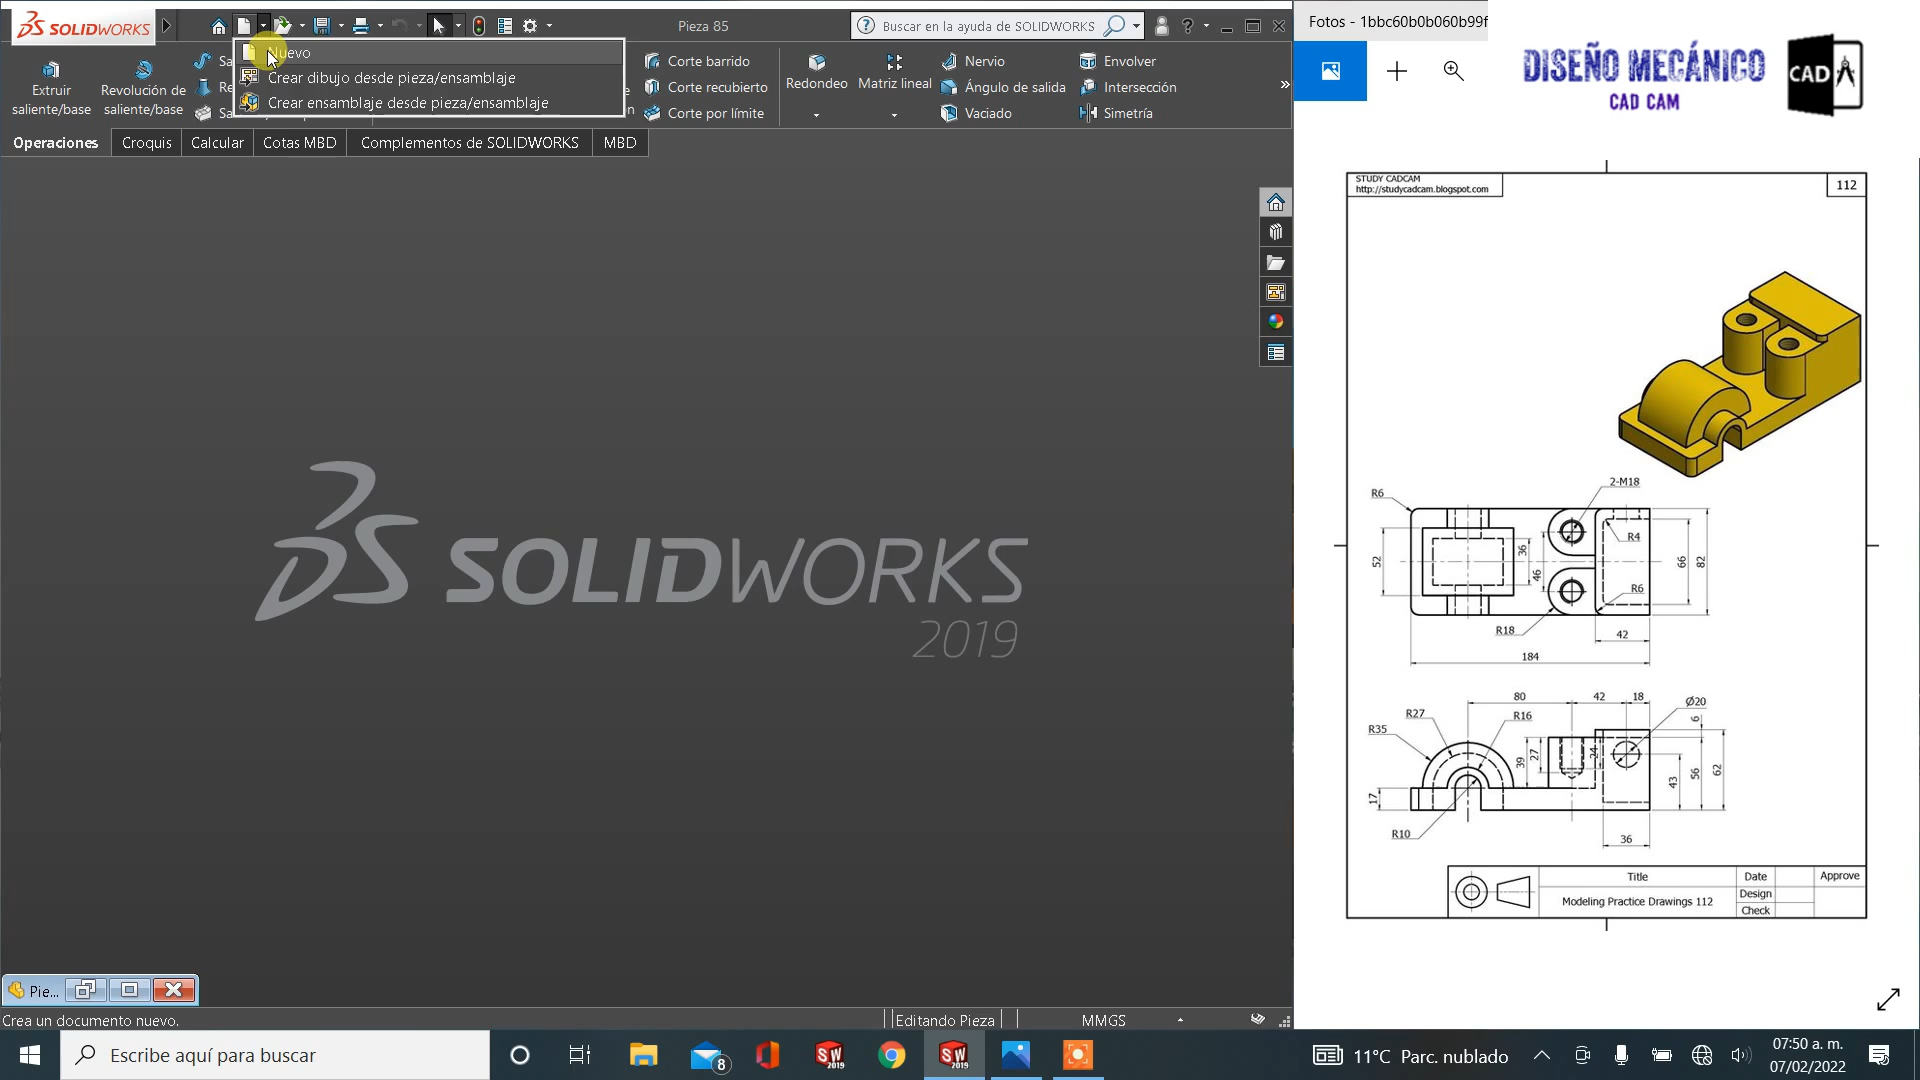 SOLIDWORKS
Pieza 85
Buscar en la ayuda de SOLIDWORKS
Nuevo
Crear dibujo desde pieza/ensamblaje
Crear ensamblaje desde pieza/ensamblaje
Extruir
saliente/base
Revolución de
saliente/base
Corte barrido
Corte recubierto
Corte por límite
Redondeo
Matriz lineal
Nervio
Ángulo de salida
Vaciado
Envolver
Intersección
Simetría
Operaciones
Croquis
Calcular
Cotas MBD
Complementos de SOLIDWORKS
MBD
SOLIDWORKS
2019
Pie...
Crea un documento nuevo.
Editando Pieza
MMGS
Fotos - 1bbc60b0b060b99f
DISEÑO MECÁNICO
CAD CAM
CAD
STUDY CADCAM
http://studycadcam.blogspot.com
112
2-M18
R6
R4
52
36
46
66
82
R6
R18
42
184
80
42
18
Ø20
R27
R16
R35
6
39
27
24
43
56
62
17
R10
36
Title
Date
Approve
Design
Modeling Practice Drawings 112
Check
Escribe aquí para buscar
8
SW
2019
SW
2019
11°C Parc. nublado
07:50 a. m.
07/02/2022